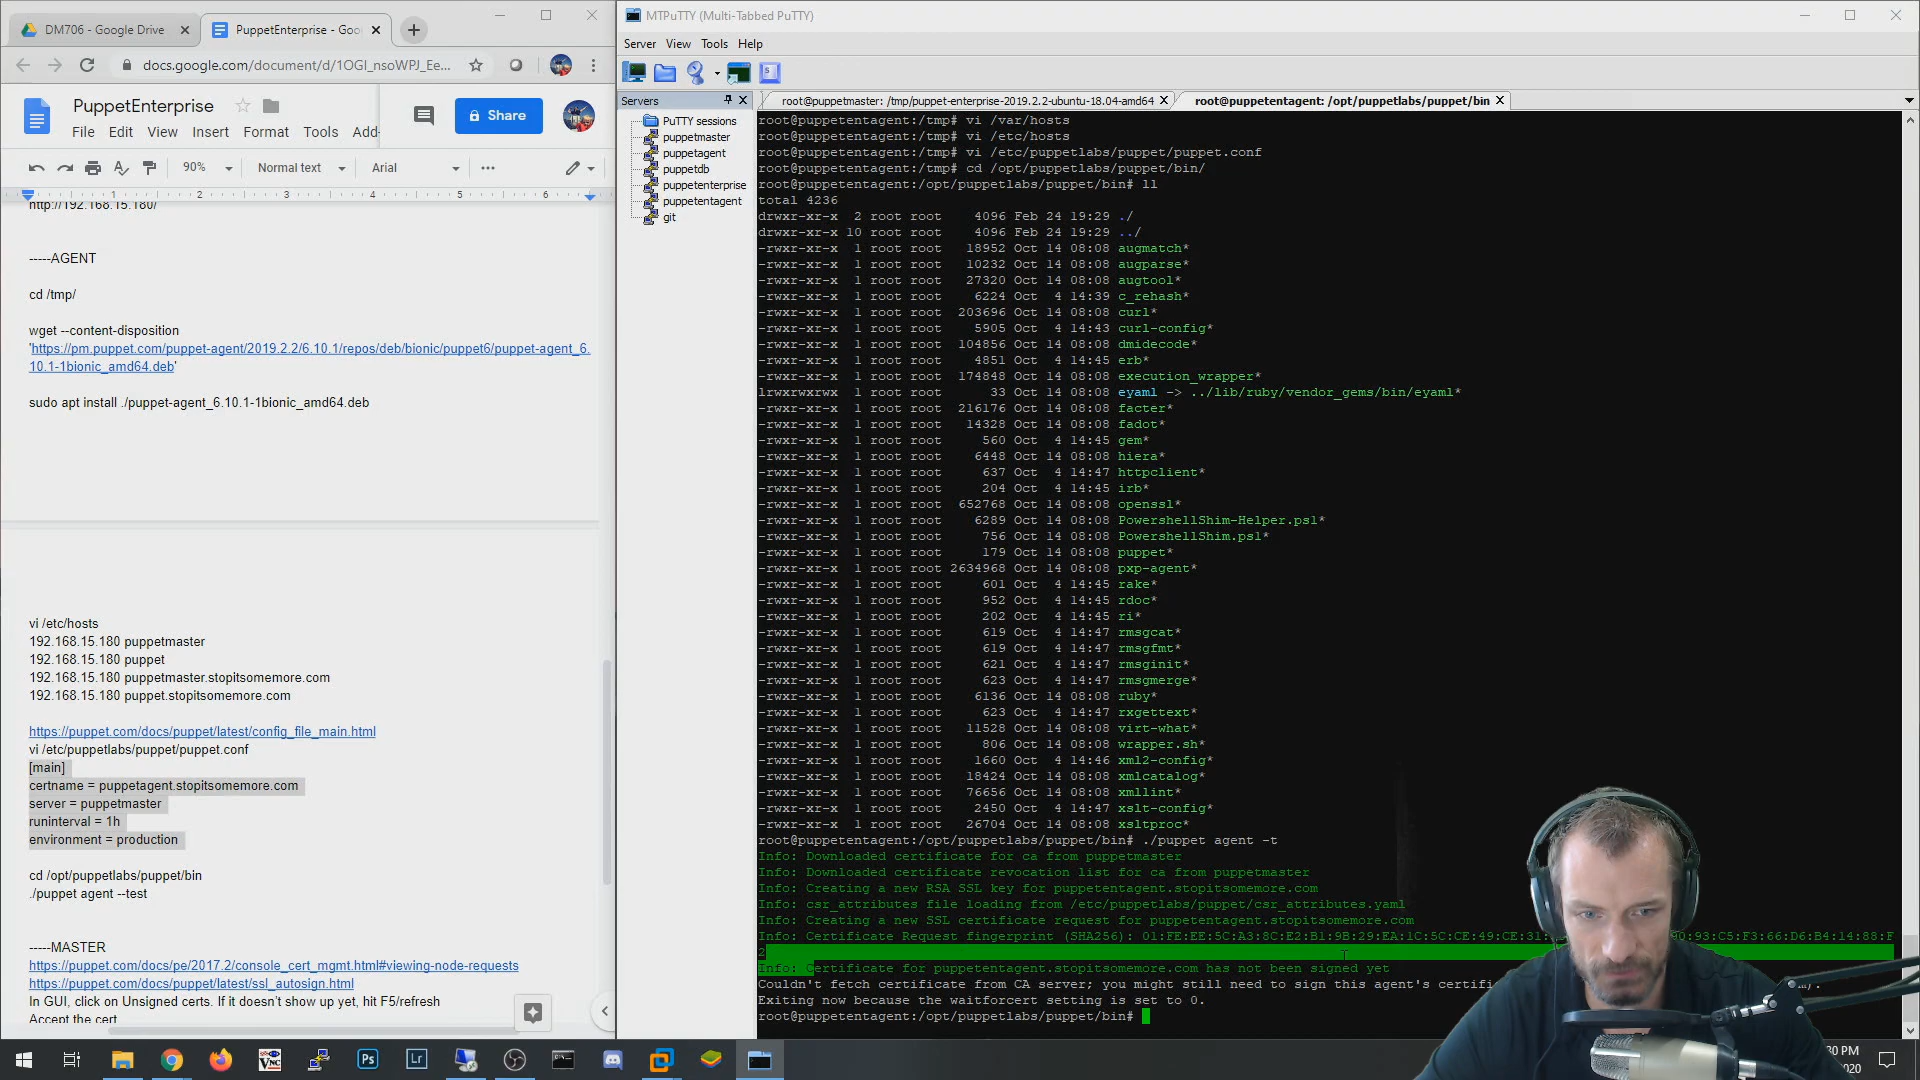 DM706 - Google Drive
PuppetEnterprise - Goo
docs.google.com/document/d/1OGI_nsoWPJ_Ee...
PuppetEnterprise
File Edit View Insert Format Tools Add-
Share
90% Normal text Arial
1 2 3 4 5 6
http://192.168.15.180/
-----AGENT
cd /tmp/
wget --content-disposition
'https://pm.puppet.com/puppet-agent/2019.2.2/6.10.1/repos/deb/bionic/puppet6/puppet-agent_6.
10.1-1bionic_amd64.deb'
sudo apt install ./puppet-agent_6.10.1-1bionic_amd64.deb
vi /etc/hosts
192.168.15.180 puppetmaster
192.168.15.180 puppet
192.168.15.180 puppetmaster.stopitsomemore.com
192.168.15.180 puppet.stopitsomemore.com
https://puppet.com/docs/puppet/latest/config_file_main.html
vi /etc/puppetlabs/puppet/puppet.conf
[main]
certname = puppetagent.stopitsomemore.com
server = puppetmaster
runinterval = 1h
environment = production
cd /opt/puppetlabs/puppet/bin
./puppet agent --test
-----MASTER
https://puppet.com/docs/pe/2017.2/console_cert_mgmt.html#viewing-node-requests
https://puppet.com/docs/puppet/latest/ssl_autosign.html
In GUI, click on Unsigned certs. If it doesn't show up yet, hit F5/refresh
Accept the cert
MTPuTTY (Multi-Tabbed PuTTY)
Server View Tools Help
Servers
PuTTY sessions
puppetmaster
puppetagent
puppetdb
puppetenterprise
puppetentagent
git
root@puppetmaster: /tmp/puppet-enterprise-2019.2.2-ubuntu-18.04-amd64
root@puppetentagent: /opt/puppetlabs/puppet/bin
root@puppetentagent:/tmp# vi /var/hosts
root@puppetentagent:/tmp# vi /etc/hosts
root@puppetentagent:/tmp# vi /etc/puppetlabs/puppet/puppet.conf
root@puppetentagent:/tmp# cd /opt/puppetlabs/puppet/bin/
root@puppetentagent:/opt/puppetlabs/puppet/bin# ll
total 4236
drwxr-xr-x 2 root root 4096 Feb 24 19:29 ./
drwxr-xr-x 10 root root 4096 Feb 24 19:29 ../
-rwxr-xr-x 1 root root 18952 Oct 14 08:08 augmatch*
-rwxr-xr-x 1 root root 10232 Oct 14 08:08 augparse*
-rwxr-xr-x 1 root root 27320 Oct 14 08:08 augtool*
-rwxr-xr-x 1 root root 6224 Oct 4 14:39 c_rehash*
-rwxr-xr-x 1 root root 203696 Oct 14 08:08 curl*
-rwxr-xr-x 1 root root 5905 Oct 4 14:43 curl-config*
-rwxr-xr-x 1 root root 104856 Oct 14 08:08 dmidecode*
-rwxr-xr-x 1 root root 4851 Oct 4 14:45 erb*
-rwxr-xr-x 1 root root 174848 Oct 14 08:08 execution_wrapper*
lrwxrwxrwx 1 root root 33 Oct 14 08:08 eyaml -> ../lib/ruby/vendor_gems/bin/eyaml*
-rwxr-xr-x 1 root root 216176 Oct 14 08:08 facter*
-rwxr-xr-x 1 root root 14328 Oct 14 08:08 fadot*
-rwxr-xr-x 1 root root 560 Oct 4 14:45 gem*
-rwxr-xr-x 1 root root 6448 Oct 14 08:08 hiera*
-rwxr-xr-x 1 root root 637 Oct 4 14:47 httpclient*
-rwxr-xr-x 1 root root 204 Oct 4 14:45 irb*
-rwxr-xr-x 1 root root 652768 Oct 14 08:08 openssl*
-rwxr-xr-x 1 root root 6289 Oct 14 08:08 PowershellShim-Helper.ps1*
-rwxr-xr-x 1 root root 756 Oct 14 08:08 PowershellShim.ps1*
-rwxr-xr-x 1 root root 179 Oct 14 08:08 puppet*
-rwxr-xr-x 1 root root 2634968 Oct 14 08:08 pxp-agent*
-rwxr-xr-x 1 root root 601 Oct 4 14:45 rake*
-rwxr-xr-x 1 root root 952 Oct 4 14:45 rdoc*
-rwxr-xr-x 1 root root 202 Oct 4 14:45 ri*
-rwxr-xr-x 1 root root 619 Oct 4 14:47 rmsgcat*
-rwxr-xr-x 1 root root 619 Oct 4 14:47 rmsgfmt*
-rwxr-xr-x 1 root root 621 Oct 4 14:47 rmsginit*
-rwxr-xr-x 1 root root 623 Oct 4 14:47 rmsgmerge*
-rwxr-xr-x 1 root root 6136 Oct 14 08:08 ruby*
-rwxr-xr-x 1 root root 623 Oct 4 14:47 rxgettext*
-rwxr-xr-x 1 root root 11528 Oct 14 08:08 virt-what*
-rwxr-xr-x 1 root root 806 Oct 14 08:08 wrapper.sh*
-rwxr-xr-x 1 root root 1660 Oct 4 14:46 xml2-config*
-rwxr-xr-x 1 root root 18424 Oct 14 08:08 xmlcatalog*
-rwxr-xr-x 1 root root 76656 Oct 14 08:08 xmllint*
-rwxr-xr-x 1 root root 2450 Oct 4 14:47 xslt-config*
-rwxr-xr-x 1 root root 26704 Oct 14 08:08 xsltproc*
root@puppetentagent:/opt/puppetlabs/puppet/bin# ./puppet agent -t
Info: Downloaded certificate for ca from puppetmaster
Info: Downloaded certificate revocation list for ca from puppetmaster
Info: Creating a new RSA SSL key for puppetentagent.stopitsomemore.com
Info: csr_attributes file loading from /etc/puppetlabs/puppet/csr_attributes.yaml
Info: Creating a new SSL certificate request for puppetentagent.stopitsomemore.com
Info: Certificate Request fingerprint (SHA256): 01:FE:EE:5C:A3:8C:E2:B1:9B:29:EA:1C:5C:CE:49:CE:31: 90:93:C5:F3:66:D6:B4:14:88:F
2
Info: Certificate for puppetentagent.stopitsomemore.com has not been signed yet
Couldn't fetch certificate from CA server; you might still need to sign this agent's certifi
Exiting now because the waitforcert setting is set to 0.
root@puppetentagent:/opt/puppetlabs/puppet/bin#
Ps Lr
:30 PM
2020